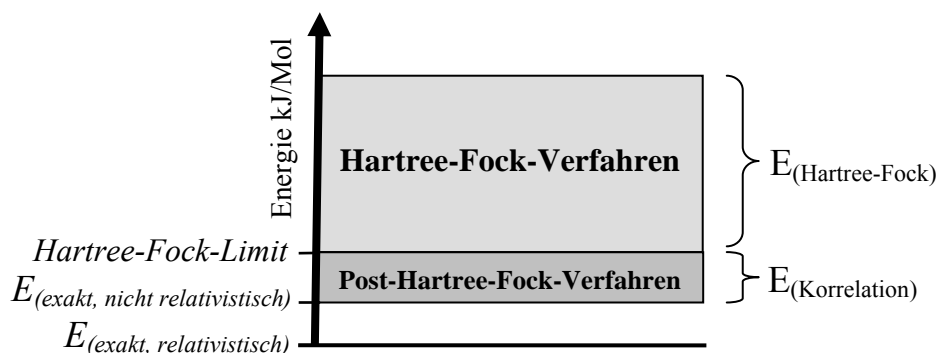 Energie kJ/Mol
Hartree-Fock-Verfahren
E(Hartree-Fock)
Hartree-Fock-Limit
Post-Hartree-Fock-Verfahren
E(Korrelation)
E(exakt, nicht relativistisch)
E(exakt, relativistisch)